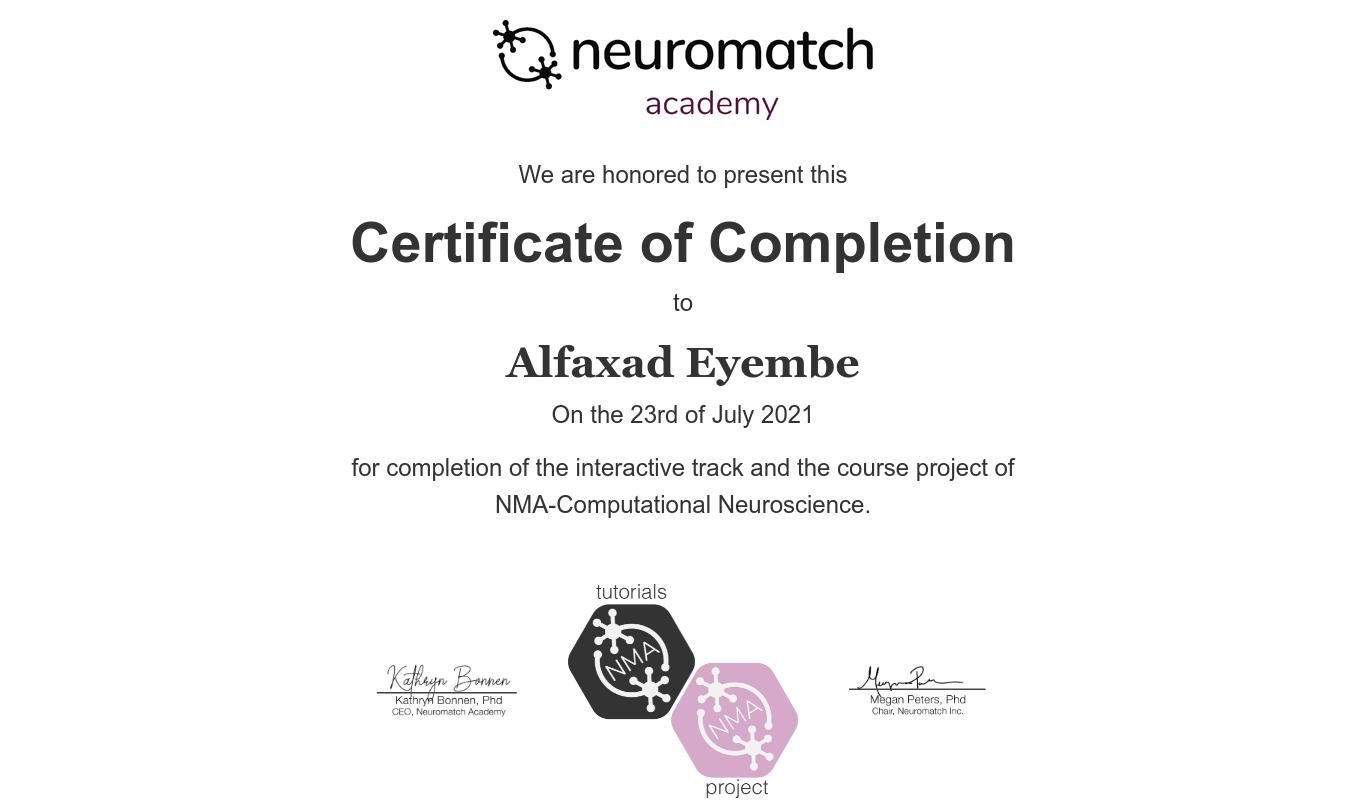 neuromatch
academy
We are honored to present this
Certificate of Completion
to
Alfaxad Eyembe
On the 23rd of July 2021
for completion of the interactive track and the course project of
NMA-Computational Neuroscience.
tutorials
NMA
NMA
project
Kathryn Bonnen
Kathryn Bonnen, Phd
CEO, Neuromatch Academy
Megan Peters, Phd
Chair, Neuromatch Inc.